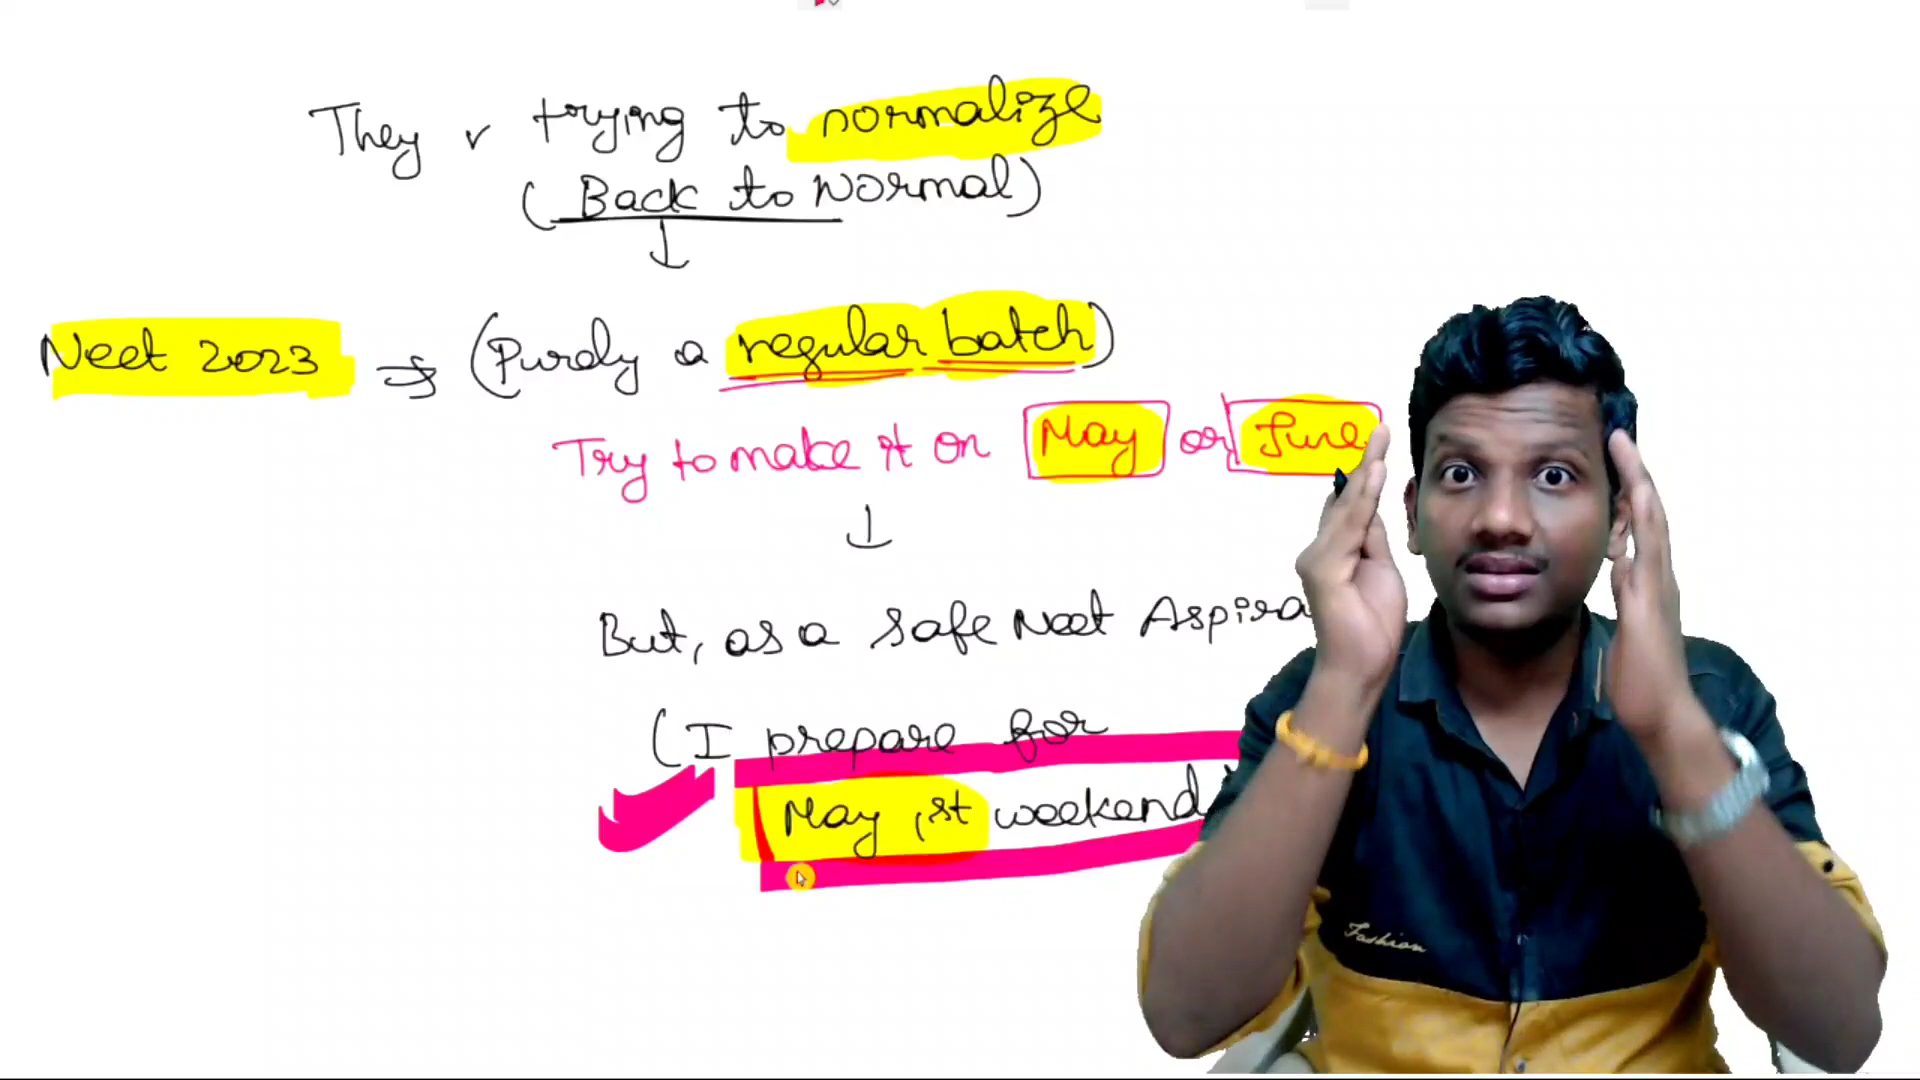 They r trying to normalize
(Back to Normal)
↓
Neet 2023 ⇒ (Purely a regular batch)
Try to make it on May or June
↓
But, as a safe Neet Aspira
(I prepare for
May 1st weekend)
Fashion